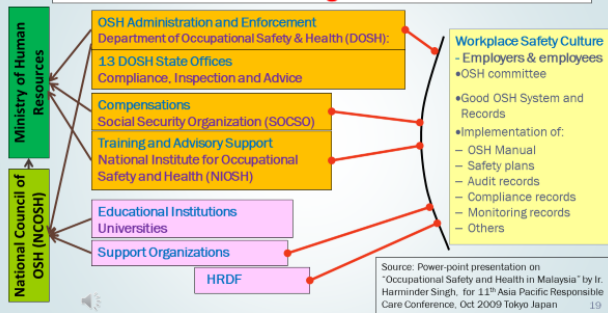 Ministry of Human
Resources
National Council of
OSH (NCOSH)
OSH Administration and Enforcement
Department of Occupational Safety & Health (DOSH):
13 DOSH State Offices
Compliance, Inspection and Advice
Compensations
Social Security Organization (SOCSO)
Training and Advisory Support
National Institute for Occupational
Safety and Health (NIOSH)
Educational Institutions
Universities
Support Organizations
HRDF
Workplace Safety Culture
- Employers & employees
•OSH committee
•Good OSH System and
Records
•Implementation of:
– OSH Manual
– Safety plans
– Audit records
– Compliance records
– Monitoring records
– Others
Source: Power-point presentation on
"Occupational Safety and Health in Malaysia" by Ir.
Harminder Singh, for 11th Asia Pacific Responsible
Care Conference, Oct 2009 Tokyo Japan
19